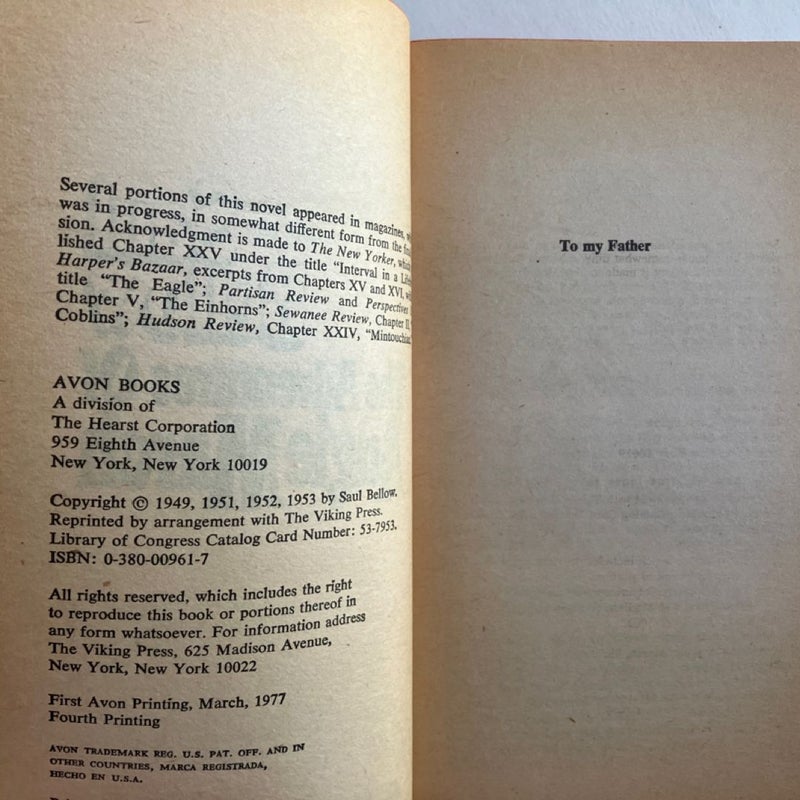 Several portions of this novel appeared in magazines,
was in progress, in somewhat different form from the
sion. Acknowledgment is made to The New Yorker,
lished Chapter XXV under the title "Interval in a
Harper's Bazaar, excerpts from Chapters XV and XVI,
title "The Eagle"; Partisan Review and Perspectives
Chapter V, "The Einhorns"; Sewanee Review, Chapter
Coblins"; Hudson Review, Chapter XXIV,
AVON BOOKS
A division of
The Hearst Corporation
959 Eighth Avenue
New York, New York 10019
Copyright © 1949, 1951, 1952, 1953 by Saul Bellow.
Reprinted by arrangement with The Viking Press.
Library of Congress Catalog Card Number: 53-7953.
ISBN: 0-380-00961-7
All rights reserved, which includes the right
to reproduce this book or portions thereof in
any form whatsoever. For information address
The Viking Press, 625 Madison Avenue,
New York, New York 10022
First Avon Printing, March, 1977
Fourth Printing
AVON TRADEMARK REG. U.S. PAT. OFF. AND IN
OTHER COUNTRIES, MARCA REGISTRADA,
HECHO EN U.S.A.
To my Father